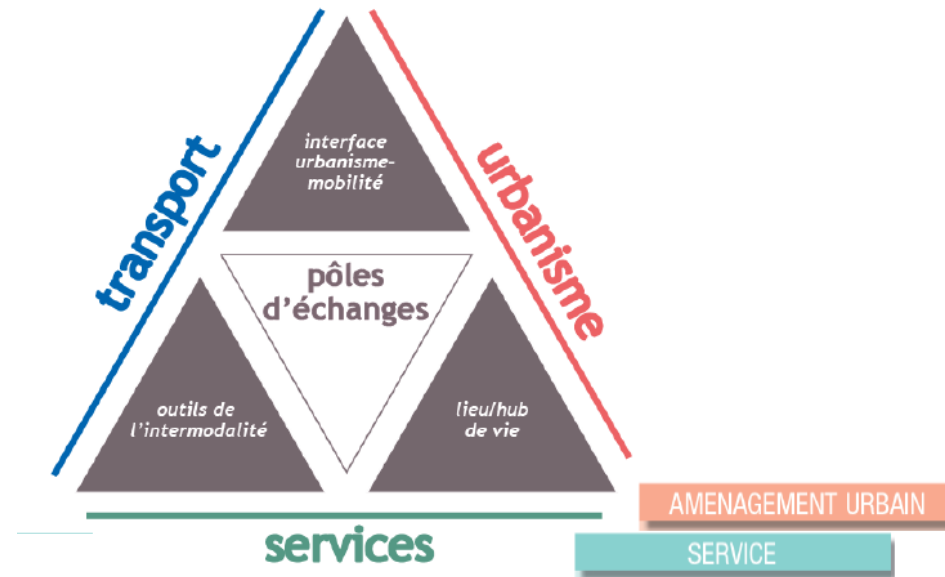 transport
urbanisme
interface
urbanisme-
mobilité
pôles
d'échanges
outils de
l'intermodalité
lieu/hub
de vie
services
AMENAGEMENT URBAIN
SERVICE